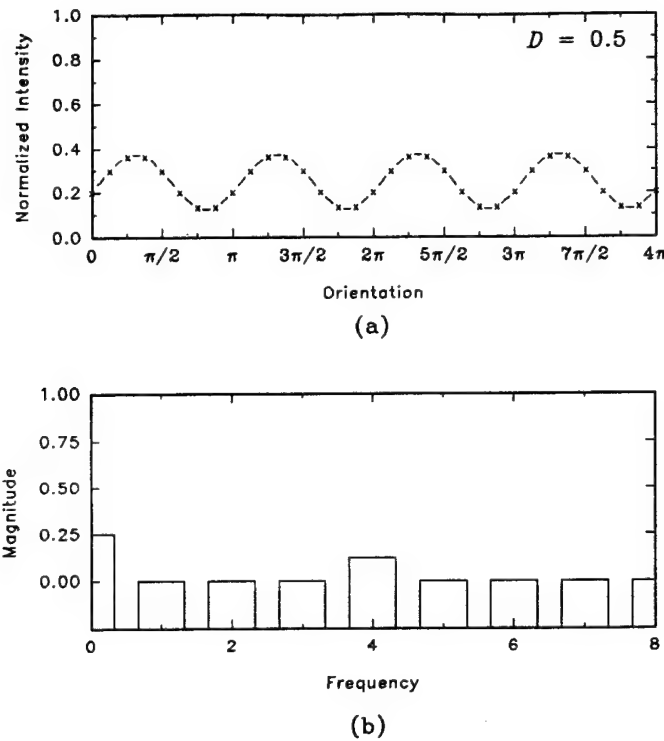 1.0
D = 0.5
0.8
0.6
0.4
0.2
0.0
Normalized Intensity
0 π/2 π 3π/2 2π 5π/2 3π 7π/2 4π
Orientation
(a)
1.00
0.75
0.50
0.25
0.00
Magnitude
0 2 4 6 8
Frequency
(b)